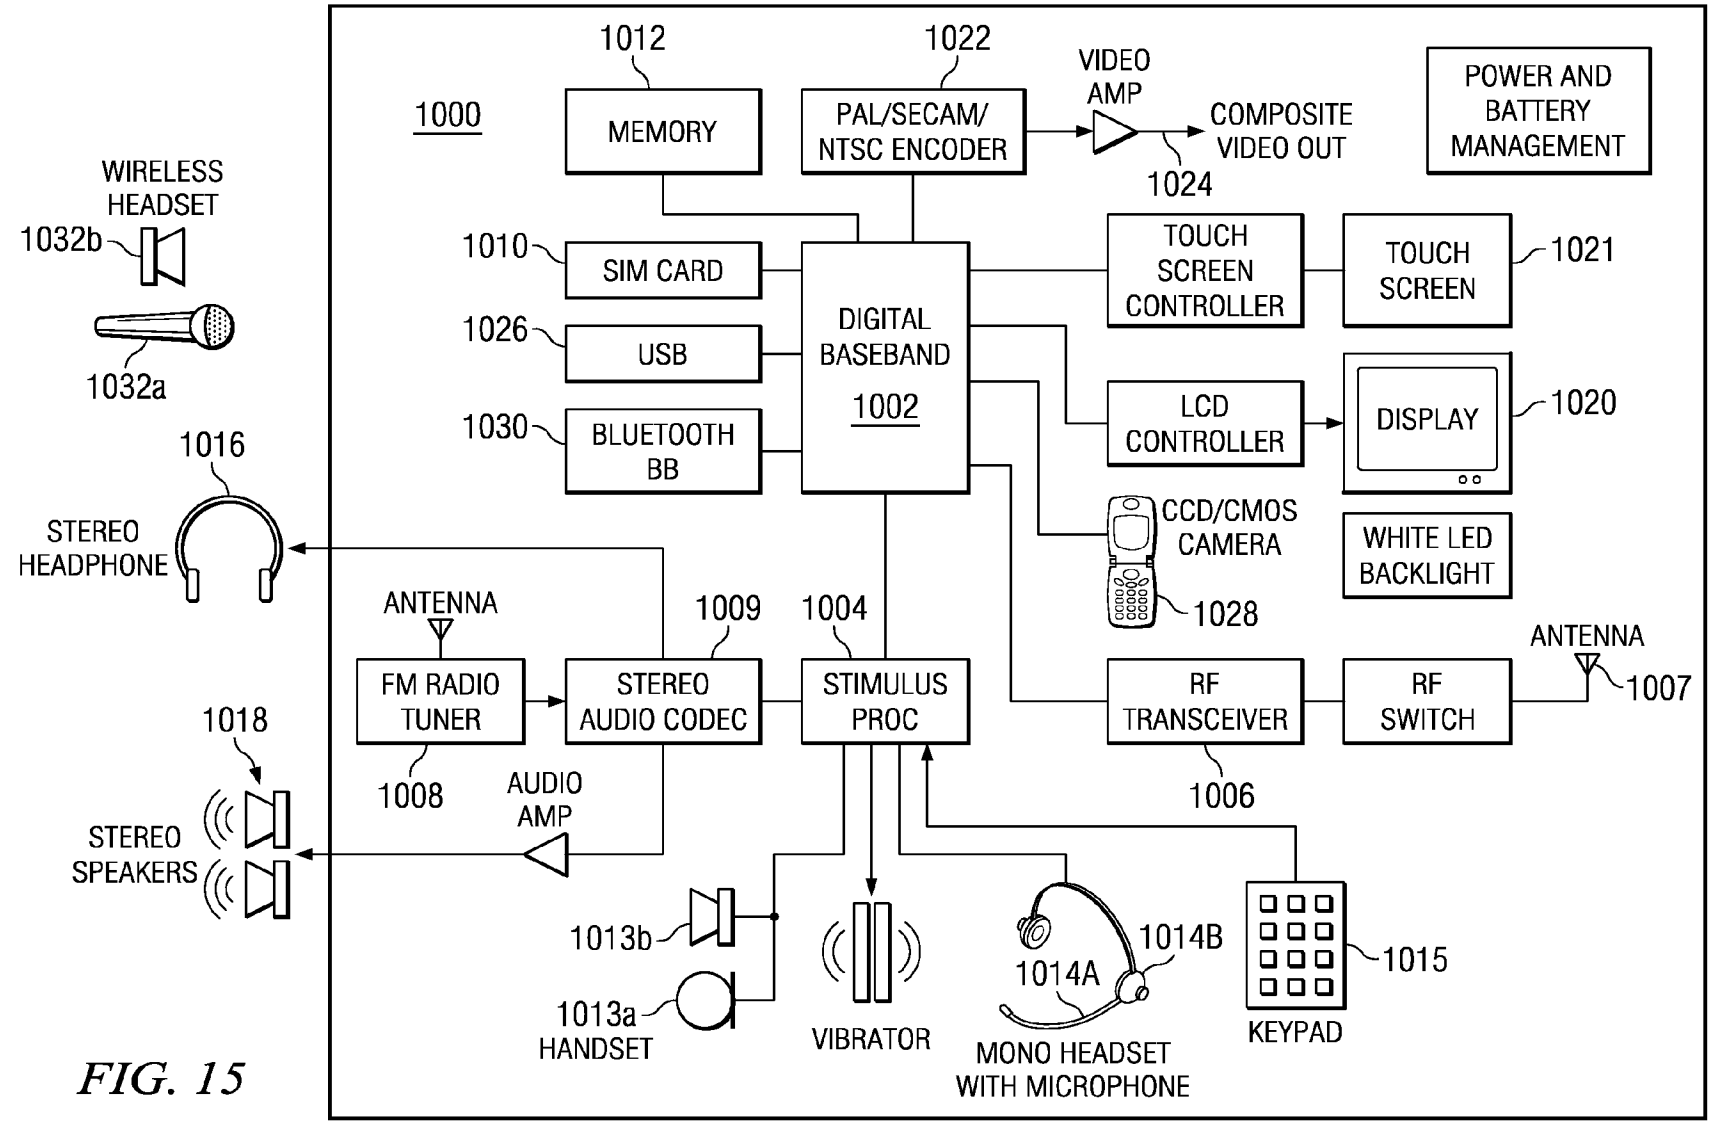 1012
1022
VIDEO
AMP
1000
MEMORY
PAL/SECAM/
NTSC ENCODER
COMPOSITE
VIDEO OUT
1024
POWER AND
BATTERY
MANAGEMENT
WIRELESS
HEADSET
1032b
1032a
1010
SIM CARD
1026
USB
1030
BLUETOOTH
BB
DIGITAL
BASEBAND
1002
TOUCH
SCREEN
CONTROLLER
TOUCH
SCREEN
1021
LCD
CONTROLLER
DISPLAY
1020
1016
STEREO
HEADPHONE
CCD/CMOS
CAMERA
1028
WHITE LED
BACKLIGHT
ANTENNA
1009
1004
ANTENNA
1007
FM RADIO
TUNER
1008
STEREO
AUDIO CODEC
STIMULUS
PROC
RF
TRANSCEIVER
1006
RF
SWITCH
1018
STEREO
SPEAKERS
AUDIO
AMP
1013b
1013a
HANDSET
VIBRATOR
1014A
1014B
MONO HEADSET
WITH MICROPHONE
1015
KEYPAD
FIG. 15